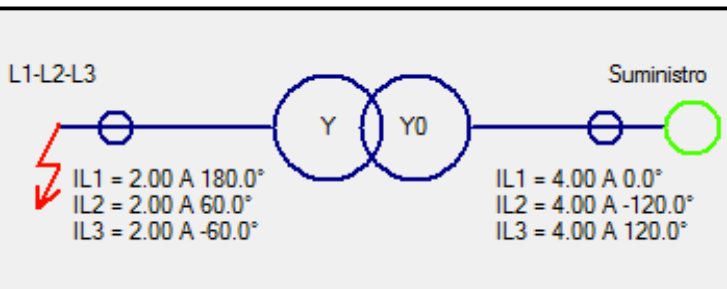 L1-L2-L3
Suministro
Y
Y0
IL1 = 2.00 A 180.0°
IL2 = 2.00 A 60.0°
IL3 = 2.00 A -60.0°
IL1 = 4.00 A 0.0°
IL2 = 4.00 A -120.0°
IL3 = 4.00 A 120.0°